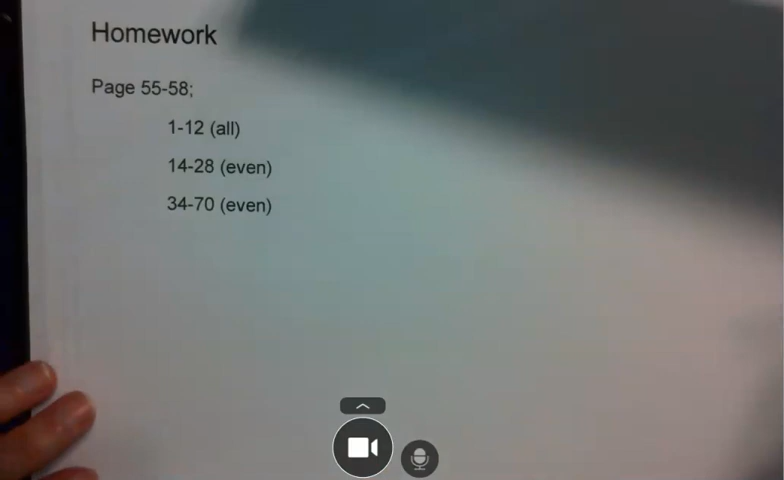 Homework
Page 55-58;
1-12 (all)
14-28 (even)
34-70 (even)